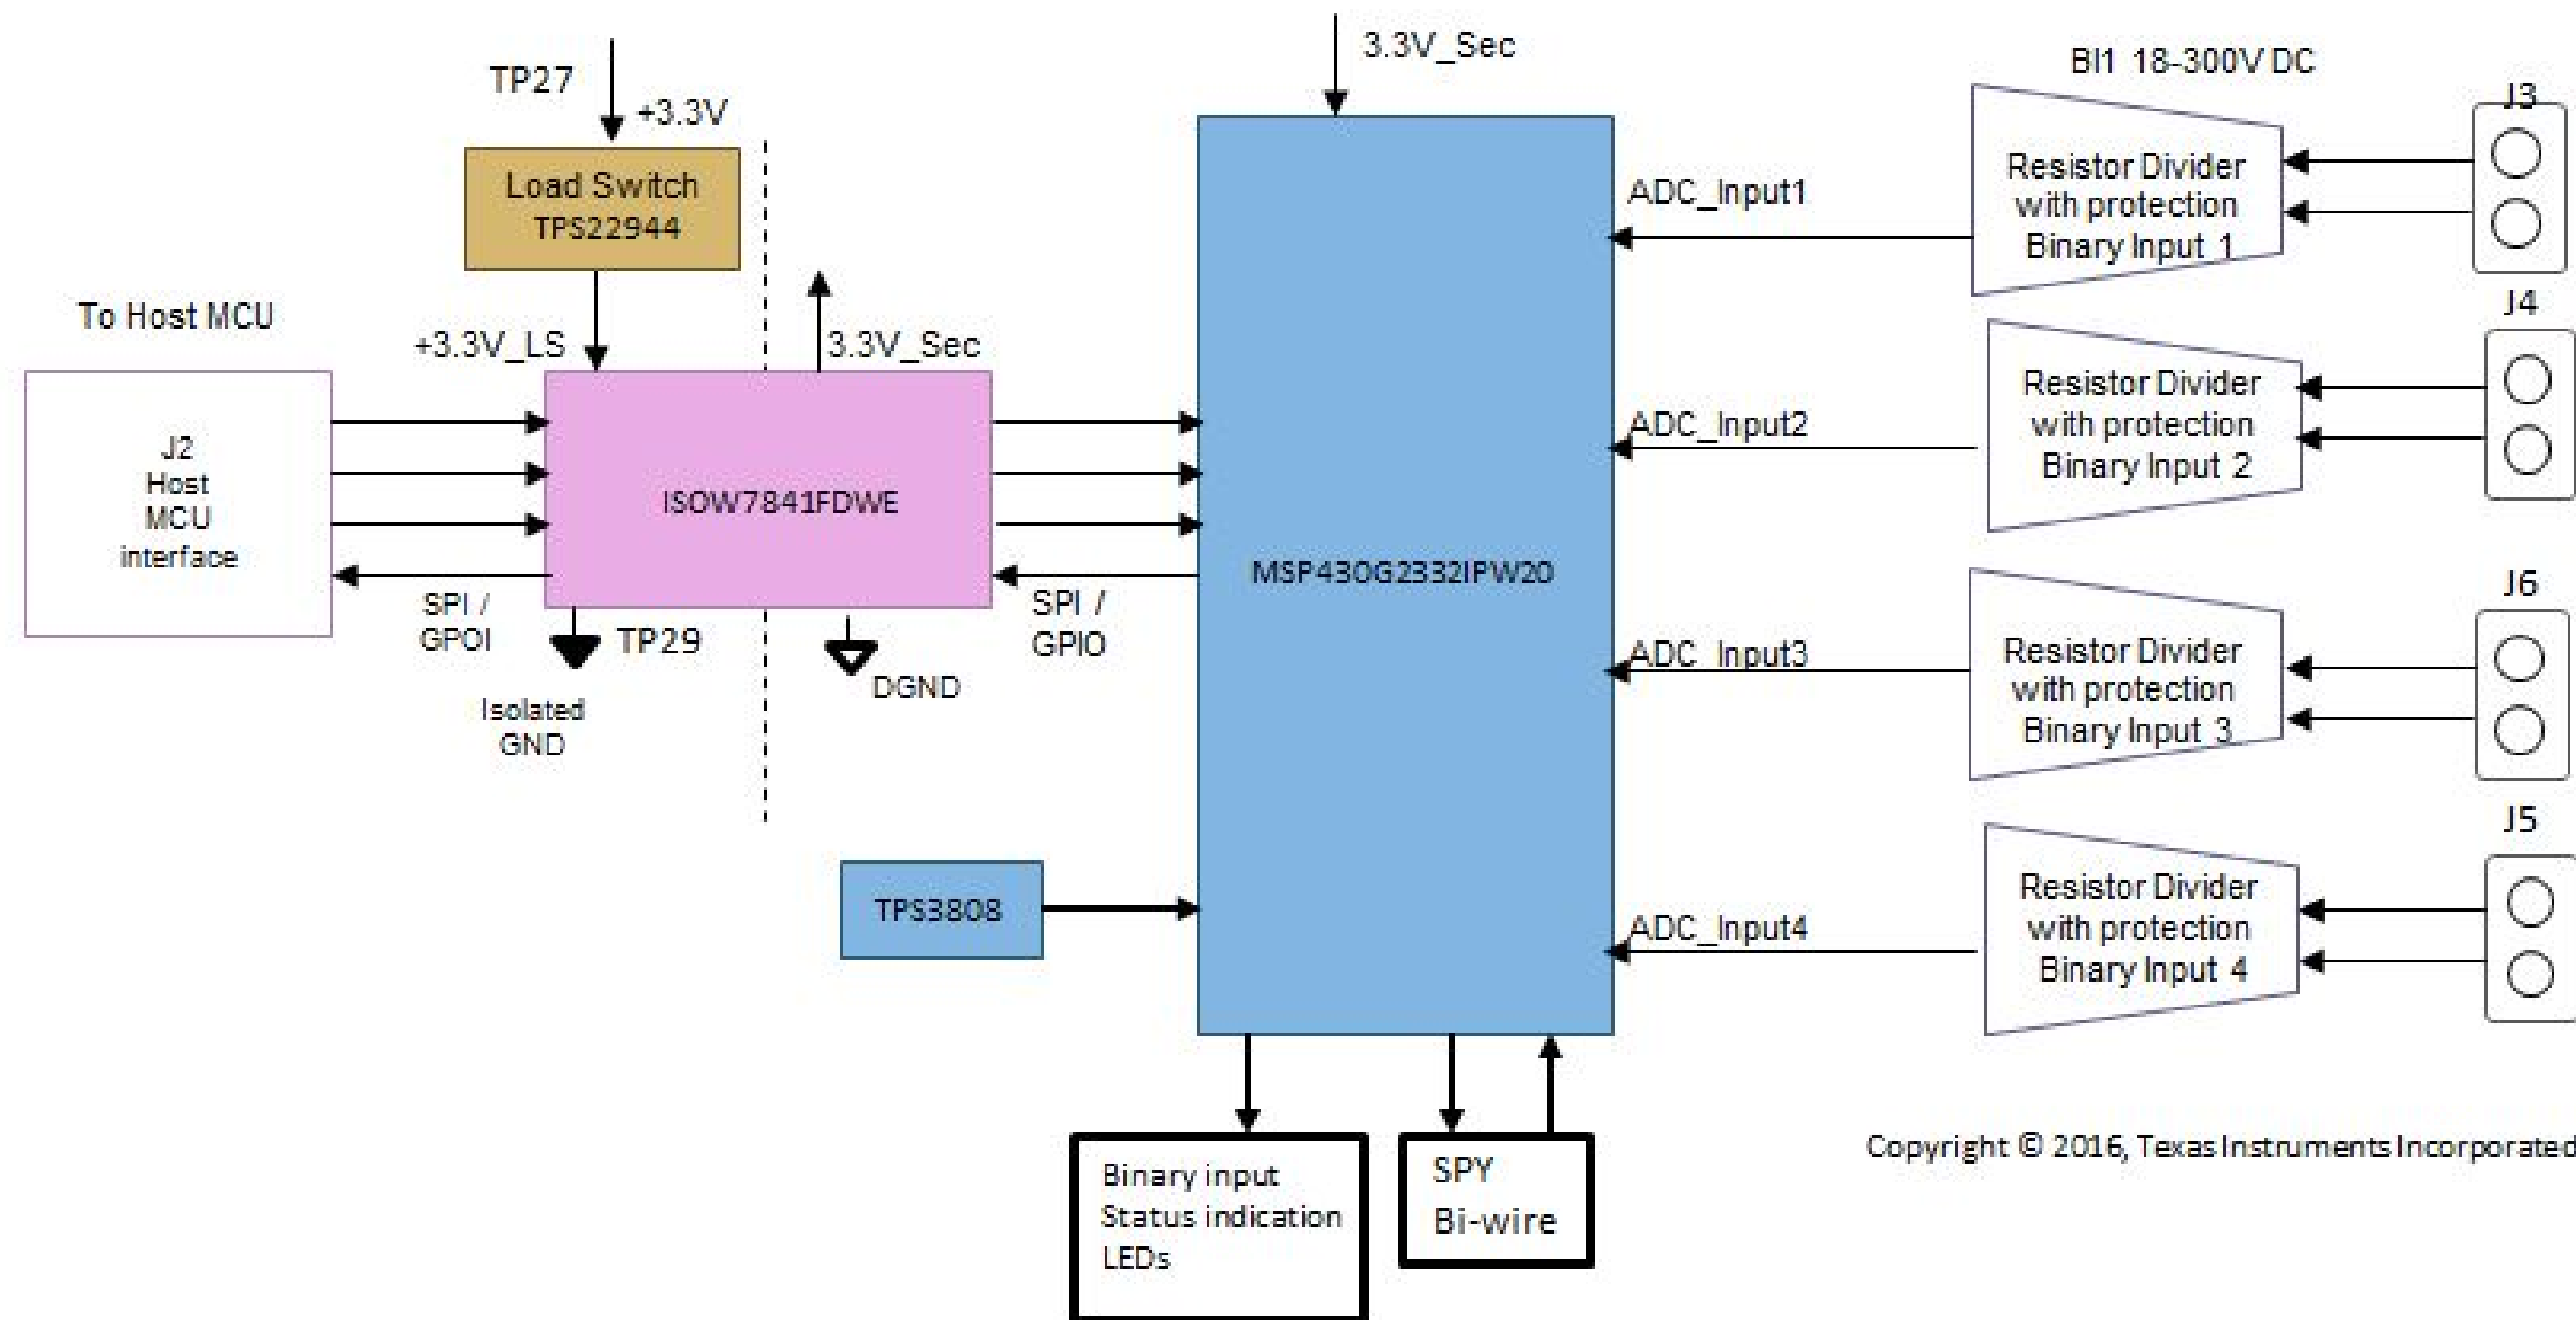 3.3V_Sec
TP27
+3.3V
Load Switch
TPS22944
To Host MCU
+3.3V_LS
3.3V_Sec
J2
Host
MCU
interface
ISOW7841FDWE
SPI /
GPOI
TP29
Isolated
GND
DGND
SPI /
GPIO
TPS3808
MSP430G2332IPW20
BI1 18-300V DC
J3
ADC_Input1
Resistor Divider
with protection
Binary Input 1
J4
ADC_Input2
Resistor Divider
with protection
Binary Input 2
J6
ADC_Input3
Resistor Divider
with protection
Binary Input 3
J5
ADC_Input4
Resistor Divider
with protection
Binary Input 4
Binary input
Status indication
LEDs
SPY
Bi-wire
Copyright © 2016, Texas Instruments Incorporated